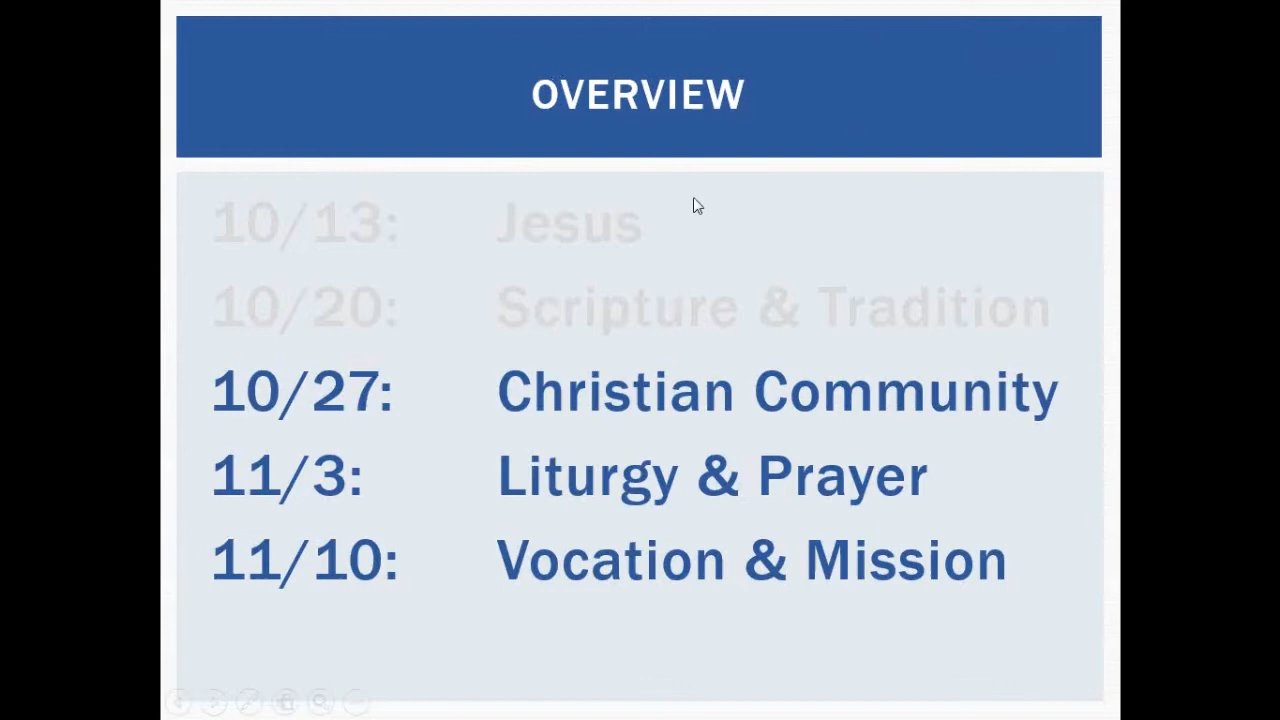 OVERVIEW
10/13: Jesus
10/20: Scripture & Tradition
10/27: Christian Community
11/3: Liturgy & Prayer
11/10: Vocation & Mission